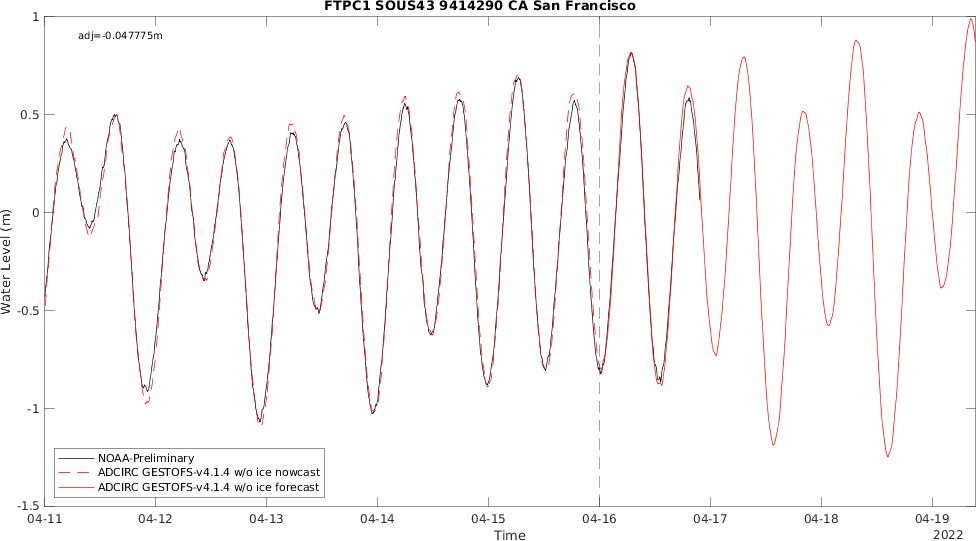 FTPC1 SOUS43 9414290 CA San Francisco
adj=-0.047775m
1
0.5
0
-0.5
-1
-1.5
Water Level (m)
NOAA-Preliminary
ADCIRC GESTOFS-v4.1.4 w/o ice nowcast
ADCIRC GESTOFS-v4.1.4 w/o ice forecast
04-11 04-12 04-13 04-14 04-15 04-16 04-17 04-18 04-19
Time
2022